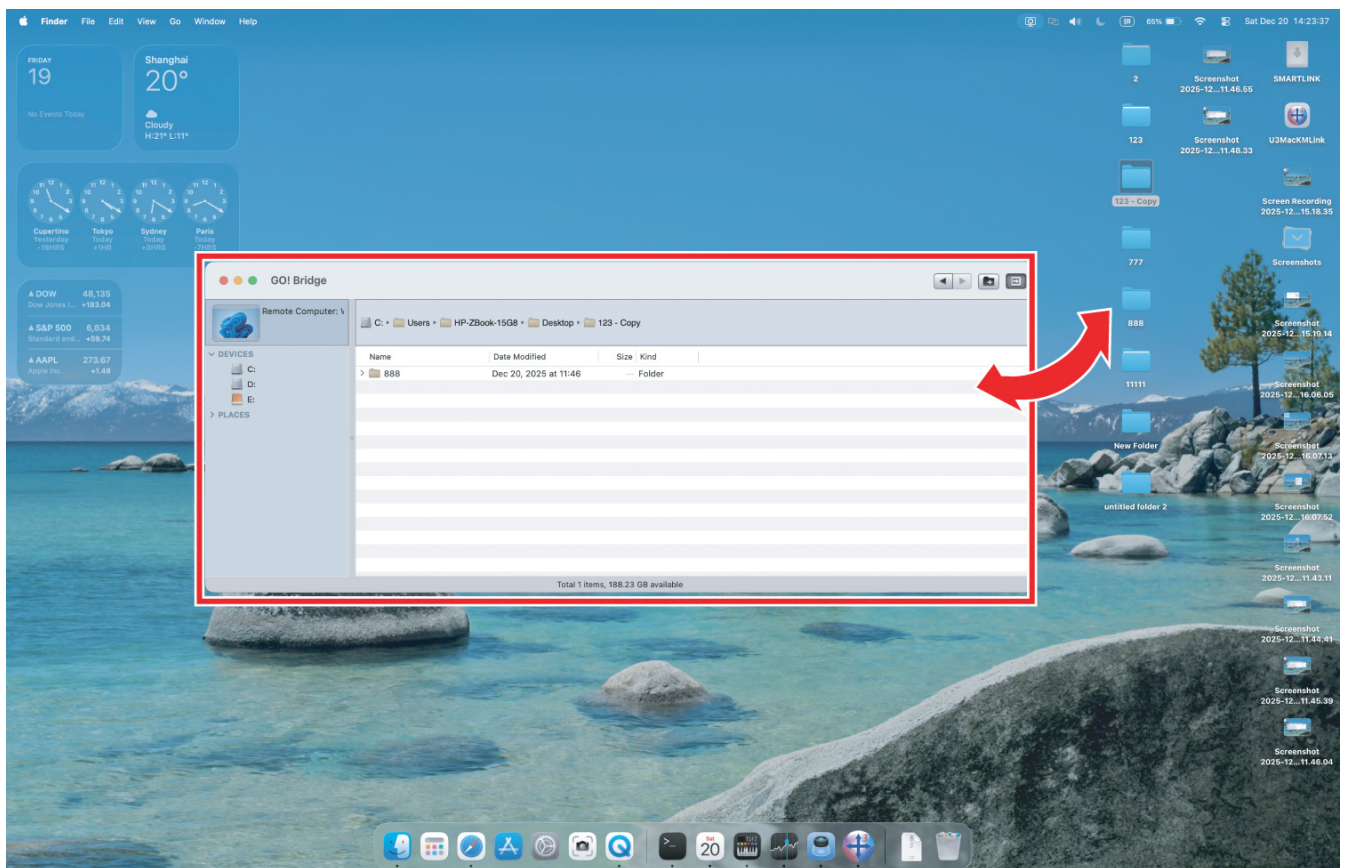 Finder File Edit View Go Window Help
65% Sat Dec 20 14:23:37
FRIDAY
19
No Events Today
Shanghai
20°
Cloudy
H:21° L:11°
Cupertino Tokyo Sydney Paris
Yesterday Today Today Today
-16HRS +1HR +3HRS -7HRS
▲ DOW 48,135
Dow Jones I... +183.04
▲ S&P 500 6,834
Standard and... +59.74
▲ AAPL 273.67
Apple Inc. +1.48
GO! Bridge
Remote Computer: \
C: ▸ Users ▸ HP-ZBook-15G8 ▸ Desktop ▸ 123 - Copy
DEVICES
C:
D:
E:
PLACES
Name Date Modified Size Kind
888 Dec 20, 2025 at 11:46 -- Folder
Total 1 items, 188.23 GB available
2
123
123 - Copy
777
888
11111
New Folder
untitled folder 2
Screenshot
2025-12...11.46.55
Screenshot
2025-12...11.48.33
SMARTLINK
U3MacKMLink
Screen Recording
2025-12...15.18.35
Screenshots
Screenshot
2025-12...15.19.14
Screenshot
2025-12...16.06.05
Screenshot
2025-12...16.07.13
Screenshot
2025-12...16.07.52
Screenshot
2025-12...11.43.11
Screenshot
2025-12...11.44.41
Screenshot
2025-12...11.45.39
Screenshot
2025-12...11.46.04
Sat
20